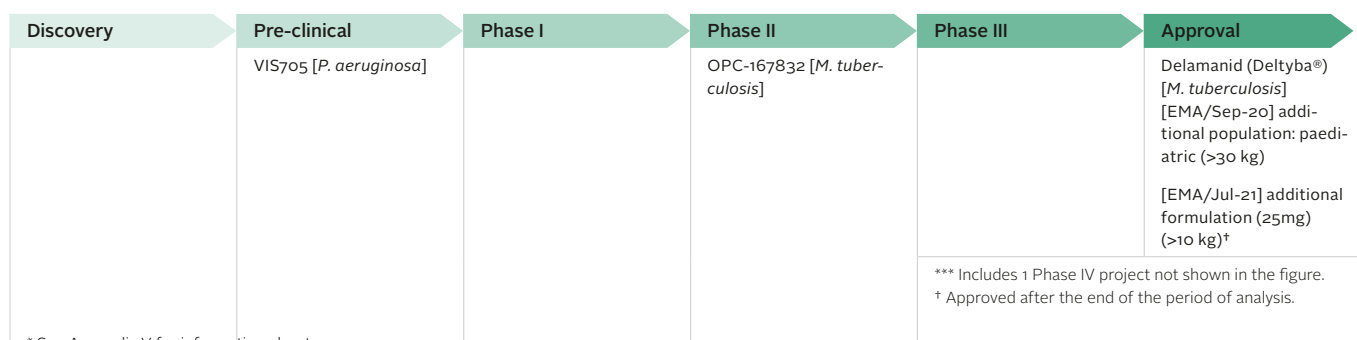 Discovery
Pre-clinical
Phase I
Phase II
Phase III
Approval
VIS705 [P. aeruginosa]
OPC-167832 [M. tuber-
culosis]
Delamanid (Deltyba®)
[M. tuberculosis]
[EMA/Sep-20] addi-
tional population: paedi-
atric (>30 kg)
[EMA/Jul-21] additional
formulation (25mg)
(>10 kg)†
*** Includes 1 Phase IV project not shown in the figure.
† Approved after the end of the period of analysis.